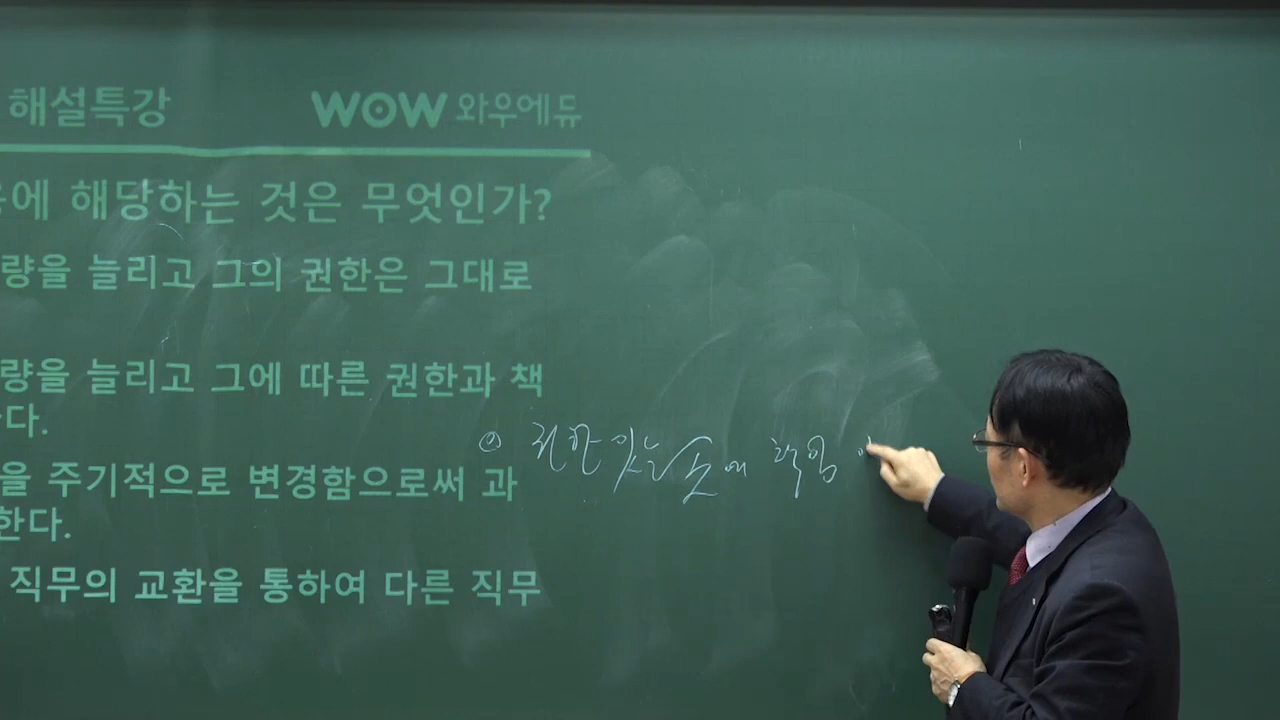 해설특강 WOW 와우에듀
에 해당하는 것은 무엇인가?
량을 늘리고 그의 권한은 그대로
량을 늘리고 그에 따른 권한과 책
다.
⊙ 권한 있는 곳에 책임
을 주기적으로 변경함으로써 과
한다.
직무의 교환을 통하여 다른 직무